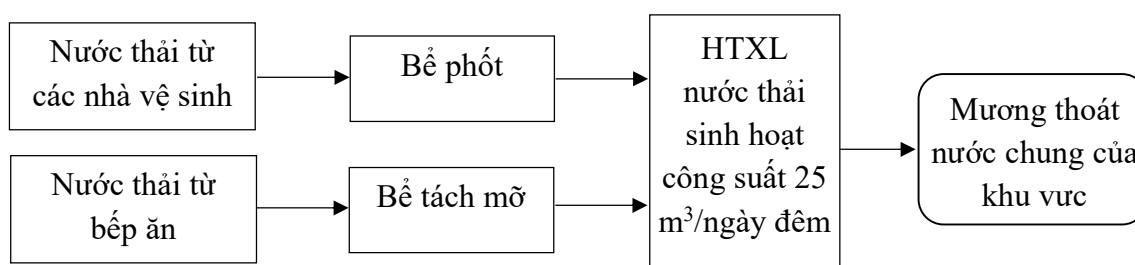 Nước thải từ
các nhà vệ sinh
Bể phốt
Nước thải từ
bếp ăn
Bể tách mỡ
HTXL
nước thải
sinh hoạt
công suất 25
m³/ngày đêm
Mương thoát
nước chung của
khu vưc